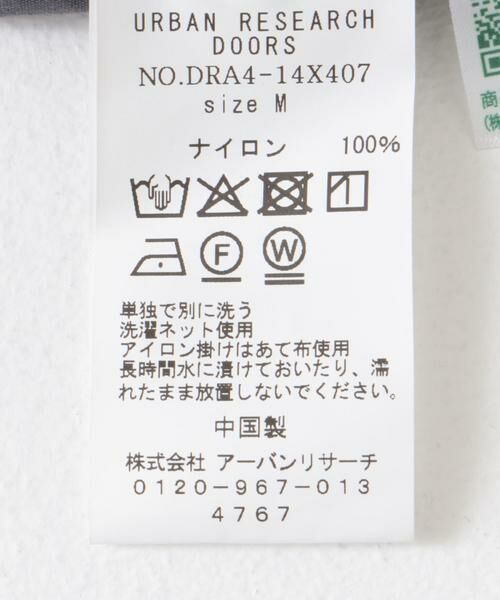 URBAN RESEARCH
DOORS
NO.DRA4-14X407
size M
ナイロン 100%
F
W
単独で別に洗う
洗濯ネット使用
アイロン掛けはあて布使用
長時間水に漬けておいたり、濡
れたまま放置しないでください。
中国製
株式会社 アーバンリサーチ
0120-967-013
4767
商
(株